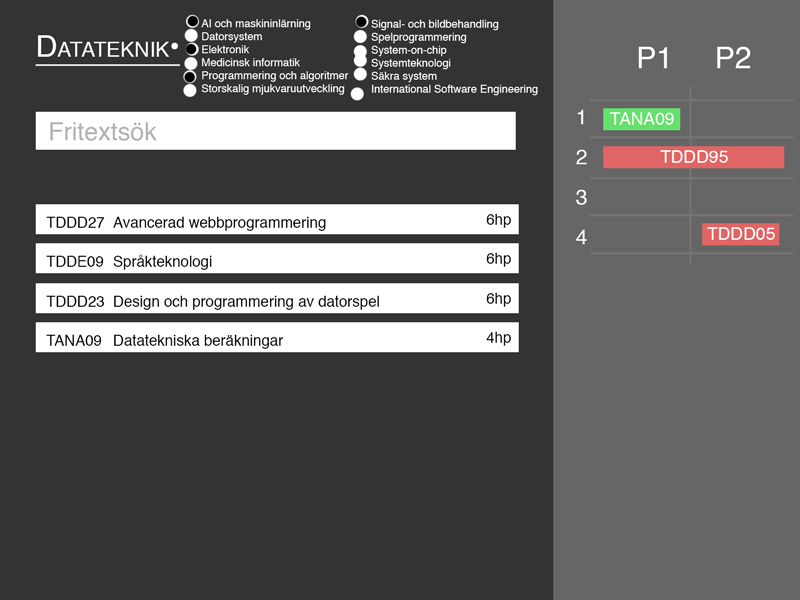 DATATEKNIK
AI och maskininlärning
Datorsystem
Elektronik
Medicinsk informatik
Programmering och algoritmer
Storskalig mjukvaruutveckling
Signal- och bildbehandling
Spelprogrammering
System-on-chip
Systemteknologi
Säkra system
International Software Engineering
Fritextsök
TDDD27 Avancerad webbprogrammering 6hp
TDDE09 Språkteknologi 6hp
TDDD23 Design och programmering av datorspel 6hp
TANA09 Datatekniska beräkningar 4hp
P1 P2
1 TANA09
2 TDDD95
3
4 TDDD05